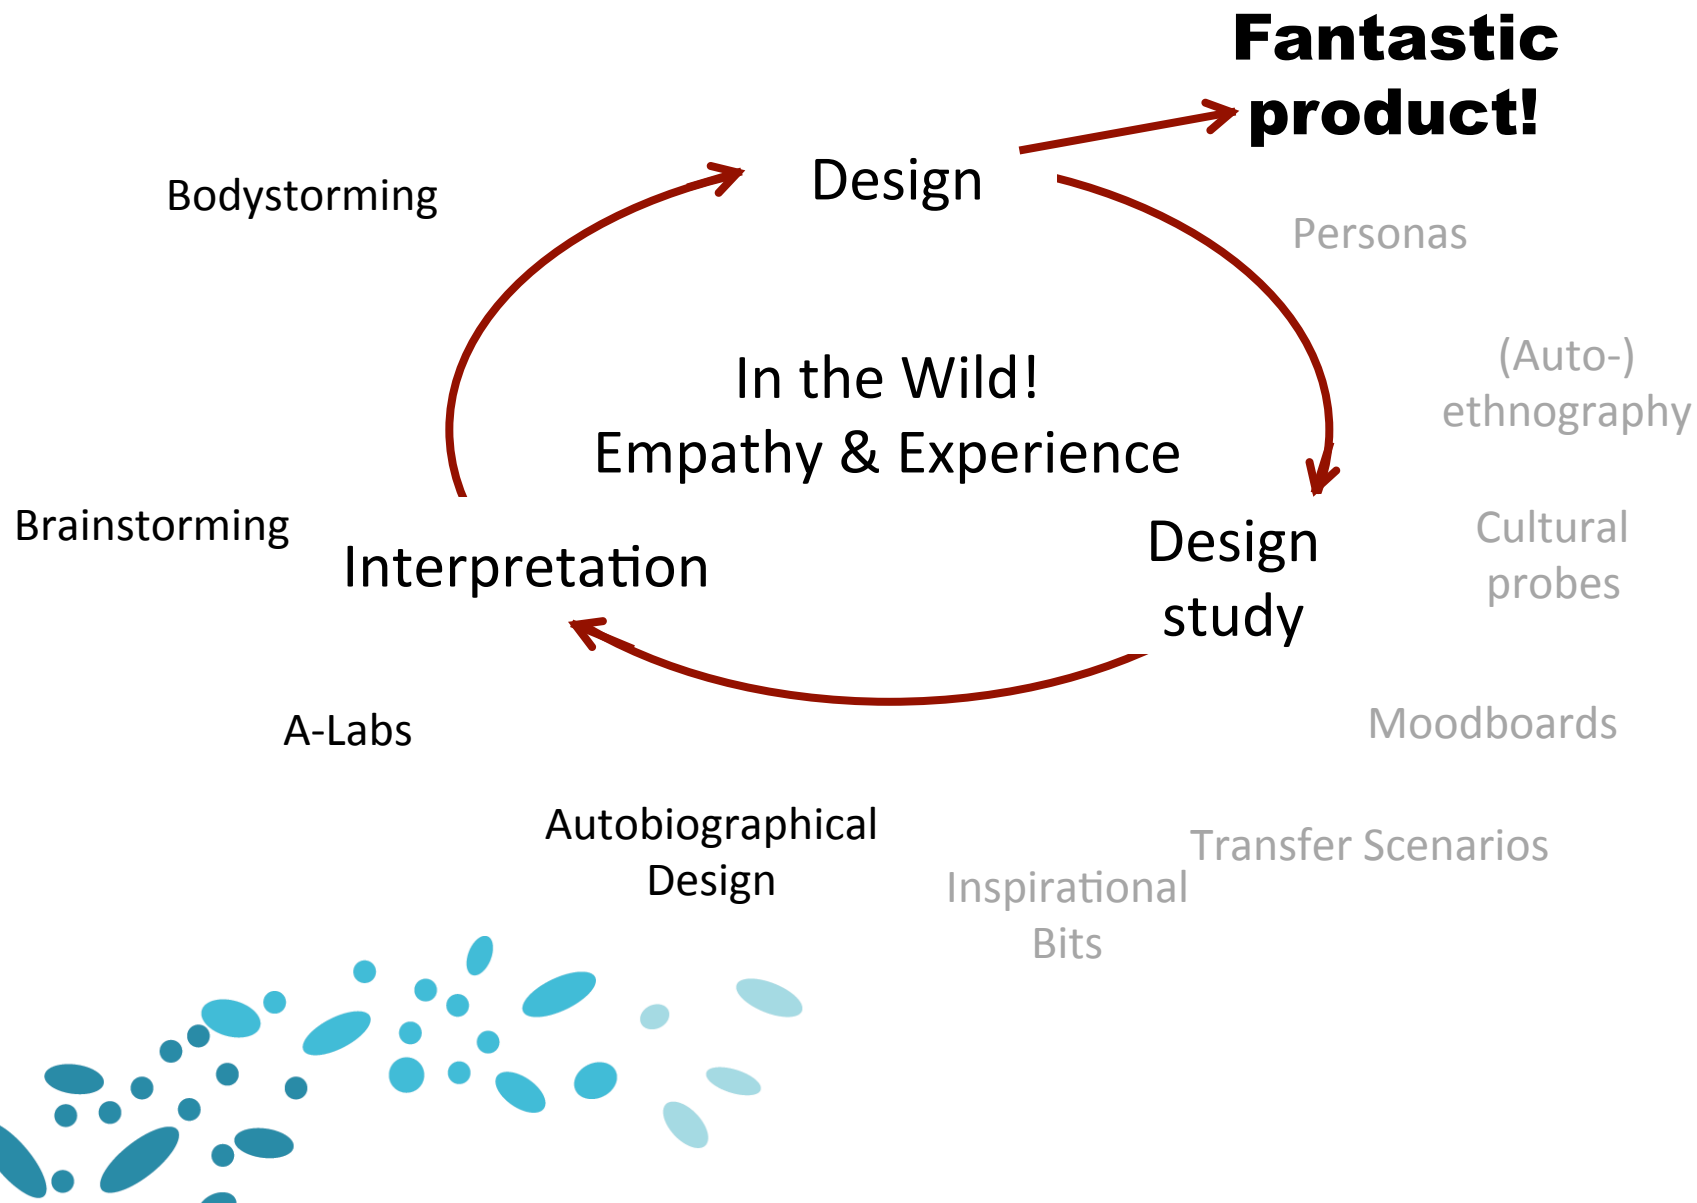 Fantastic
product!
Design
Bodystorming
Personas
(Auto-)
ethnography
In the Wild!
Empathy & Experience
Brainstorming
Interpretation
Design
study
Cultural
probes
A-Labs
Moodboards
Autobiographical
Design
Transfer Scenarios
Inspirational
Bits